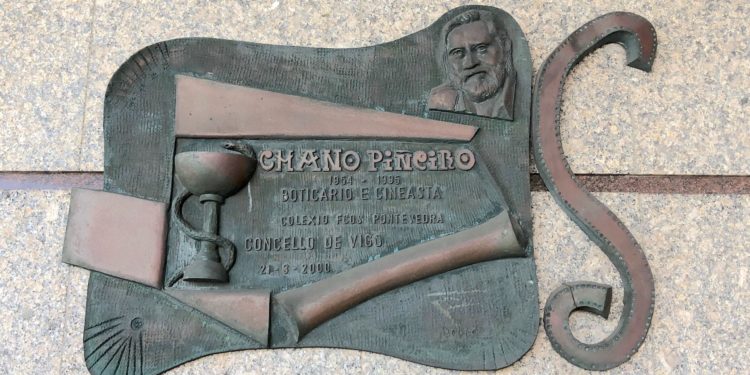 CHANO PIÑEIRO
1954 - 1995
BOTICARIO E CINEASTA
COLEXIO FCOS PONTEVEDRA
CONCELLO DE VIGO
21-3-2000